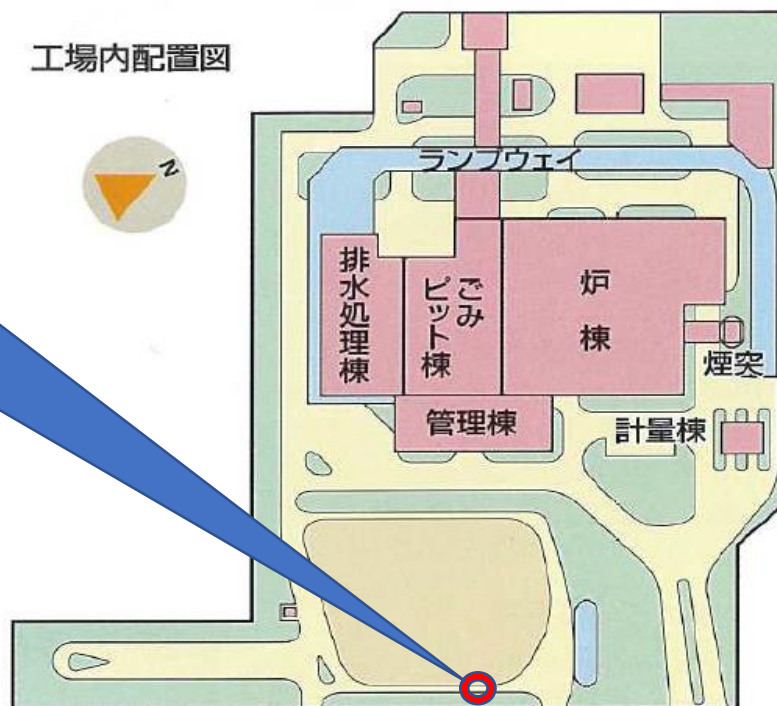 工場内配置図
N
ランプウェイ
排水処理棟
ごみ
ピット棟
炉棟
煙突
管理棟
計量棟